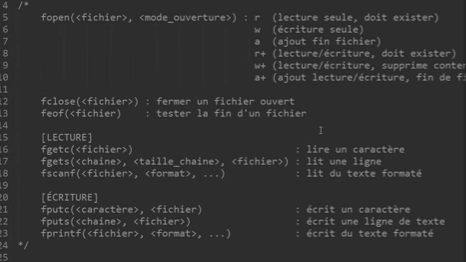 4 /*
5 fopen(<fichier>, <mode_ouverture>) : r (lecture seule, doit exister)
6 w (écriture seule)
7 a (ajout fin fichier)
8 r+ (lecture/écriture, doit exister)
9 w+ (lecture/écriture, supprime conten
10 a+ (ajout lecture/écriture, fin de fi
11
12 fclose(<fichier>) : fermer un fichier ouvert
13 feof(<fichier) : tester la fin d'un fichier
14
15 [LECTURE]
16 fgetc(<fichier>) : lire un caractère
17 fgets(<chaine>, <taille_chaine>, <fichier>) : lit une ligne
18 fscanf(<fichier>, <format>, ...) : lit du texte formaté
19
20 [ÉCRITURE]
21 fputc(<caractère>, <fichier) : écrit un caractère
22 fputs(<chaine>, <fichier>) : écrit une ligne de texte
23 fprintf(<fichier>, <format>, ...) : écrit du texte formaté
24 */
25